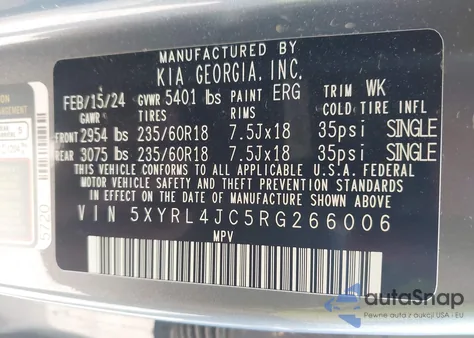 MANUFACTURED BY
KIA GEORGIA, INC.
FEB/15/24 GVWR 5401 lbs PAINT ERG TRIM WK
GAWR TIRES RIMS COLD TIRE INFL
FRONT 2954 lbs 235/60R18 7.5Jx18 35psi SINGLE
REAR 3075 lbs 235/60R18 7.5Jx18 35psi SINGLE
THIS VEHICLE CONFORMS TO ALL APPLICABLE U.S.A. FEDERAL
MOTOR VEHICLE SAFETY AND THEFT PREVENTION STANDARDS
IN EFFECT ON THE DATE OF MANUFACTURE SHOWN ABOVE.
VIN 5XYRL4JC5RG266006
MPV
autoSnap
Pewne auta z aukcji USA - EU